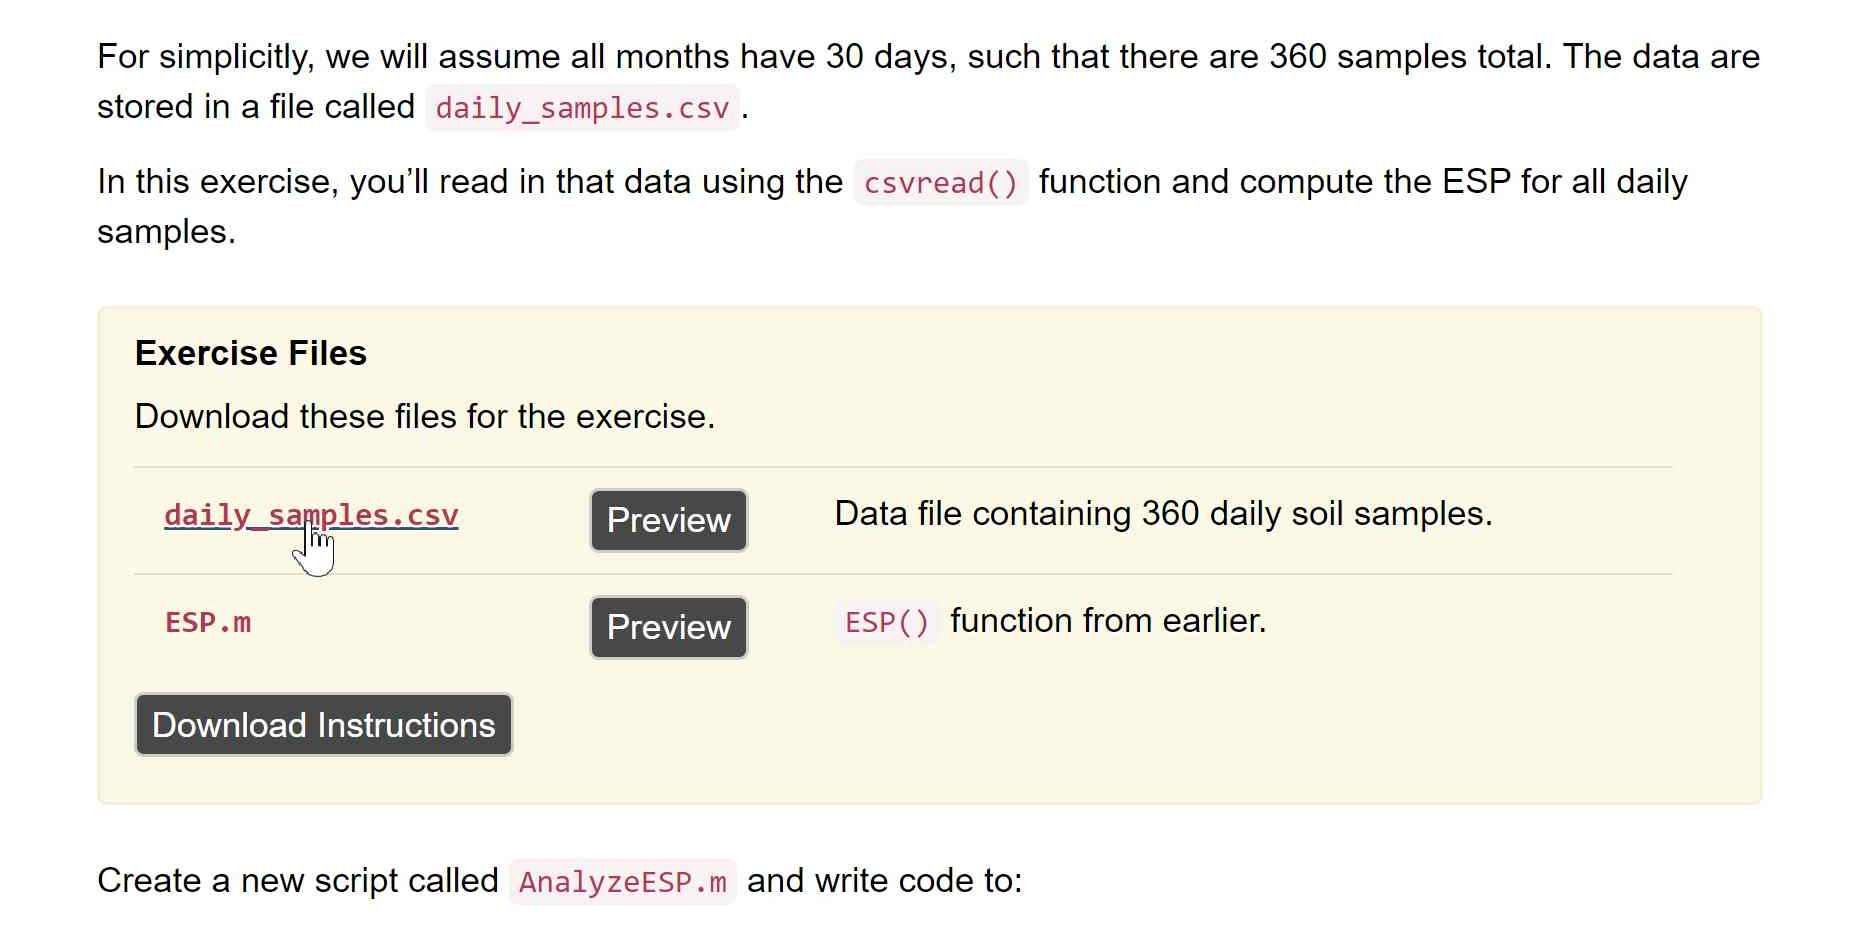 For simplicitly, we will assume all months have 30 days, such that there are 360 samples total. The data are
stored in a file called daily_samples.csv.
In this exercise, you’ll read in that data using the csvread() function and compute the ESP for all daily
samples.
Exercise Files
Download these files for the exercise.
daily_samples.csv Preview Data file containing 360 daily soil samples.
ESP.m Preview ESP() function from earlier.
Download Instructions
Create a new script called AnalyzeESP.m and write code to: